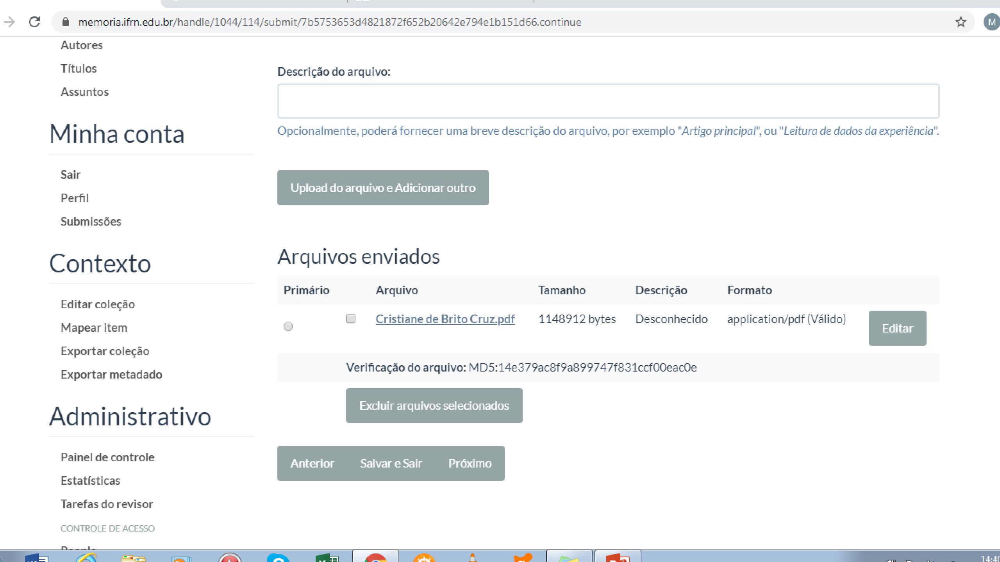 memoria.ifrn.edu.br/handle/1044/114/submit/7b5753653d4821872f652b20642e794e1b151d66.continue
M
Autores
Títulos
Assuntos
Minha conta
Sair
Perfil
Submissões
Contexto
Editar coleção
Mapear item
Exportar coleção
Exportar metadado
Administrativo
Painel de controle
Estatísticas
Tarefas do revisor
CONTROLE DE ACESSO
Descrição do arquivo:
Opcionalmente, poderá fornecer uma breve descrição do arquivo, por exemplo "Artigo principal", ou "Leitura de dados da experiência".
Upload do arquivo e Adicionar outro
Arquivos enviados
Primário Arquivo Tamanho Descrição Formato
Cristiane de Brito Cruz.pdf 1148912 bytes Desconhecido application/pdf (Válido) Editar
Verificação do arquivo: MD5:14e379ac8f9a899747f831ccf00eac0e
Excluir arquivos selecionados
Anterior Salvar e Sair Próximo
14:40